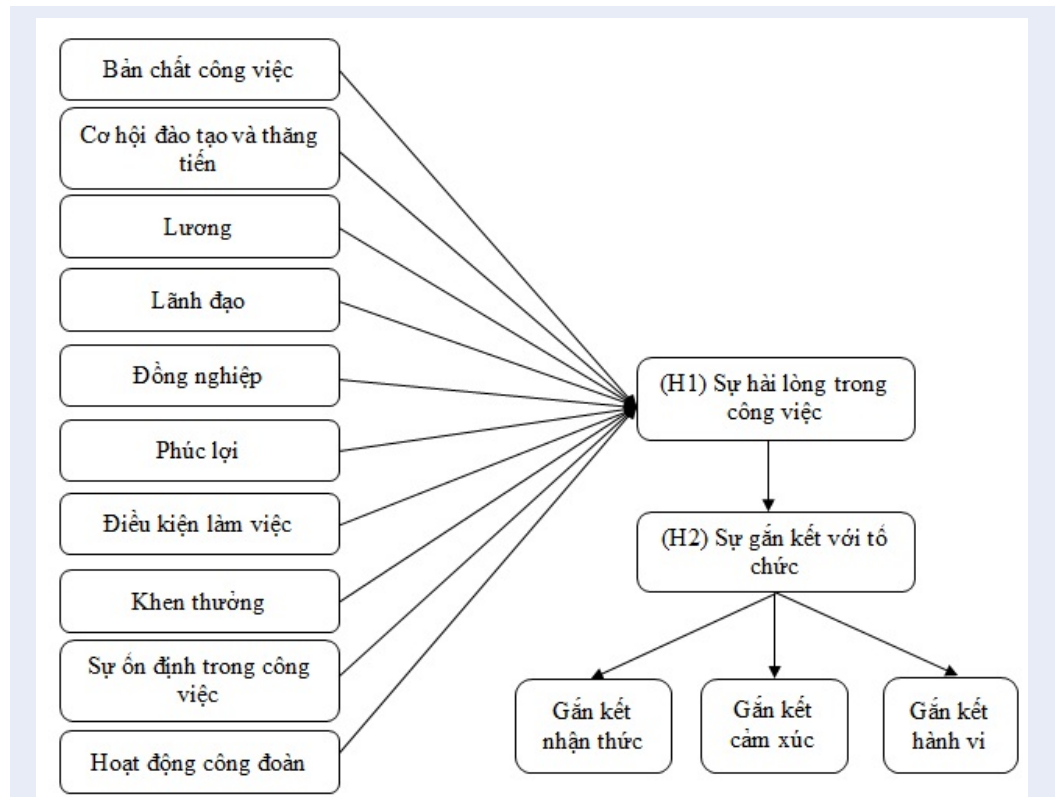 Bản chất công việc
Cơ hội đào tạo và thăng
tiến
Lương
Lãnh đạo
Đồng nghiệp
Phúc lợi
Điều kiện làm việc
Khen thưởng
Sự ổn định trong công
việc
Hoạt động công đoàn
(H1) Sự hài lòng trong
công việc
(H2) Sự gắn kết với tổ
chức
Gắn kết
nhận thức
Gắn kết
cảm xúc
Gắn kết
hành vi